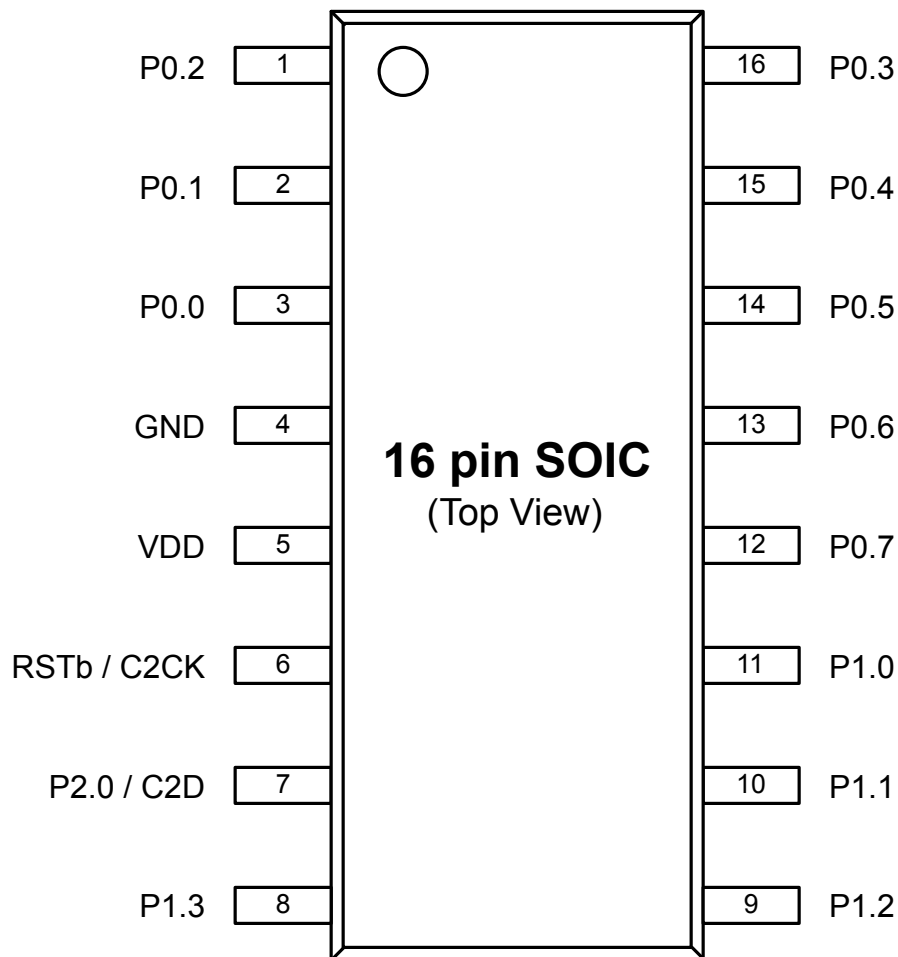 P0.2 1 16 P0.3
P0.1 2 15 P0.4
P0.0 3 14 P0.5
GND 4 13 P0.6
16 pin SOIC
(Top View)
VDD 5 12 P0.7
RSTb / C2CK 6 11 P1.0
P2.0 / C2D 7 10 P1.1
P1.3 8 9 P1.2